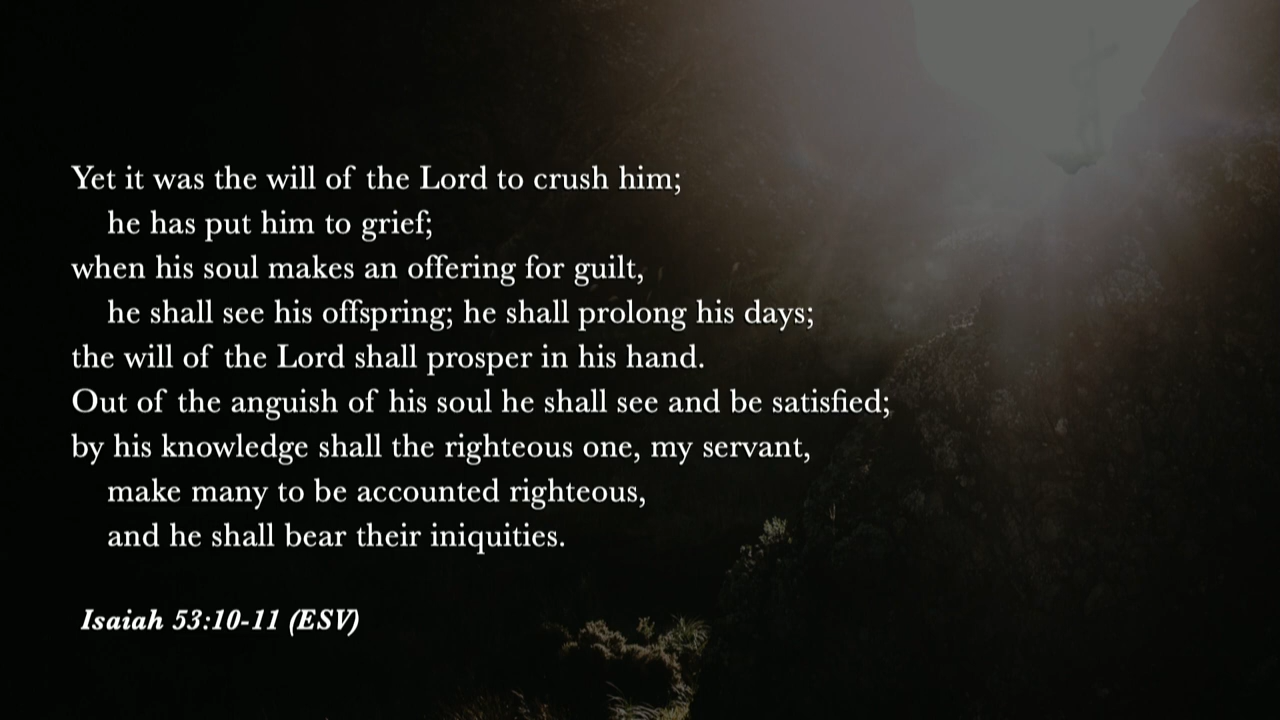 Yet it was the will of the Lord to crush him;
he has put him to grief;
when his soul makes an offering for guilt,
he shall see his offspring; he shall prolong his days;
the will of the Lord shall prosper in his hand.
Out of the anguish of his soul he shall see and be satisfied;
by his knowledge shall the righteous one, my servant,
make many to be accounted righteous,
and he shall bear their iniquities.
Isaiah 53:10-11 (ESV)